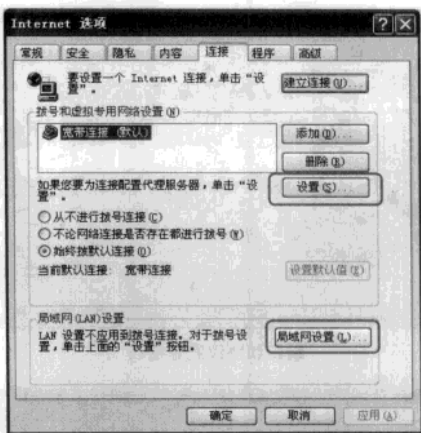 Internet 选项
常规 安全 隐私 内容 连接 程序 高级
要设置一个 Internet 连接，单击“设置”。
建立连接(U)...
拨号和虚拟专用网络设置(N)
宽带连接 (默认)
添加(D)...
删除(R)
如果您要为连接配置代理服务器，单击“设置”。
设置(S)...
从不进行拨号连接(C)
不论网络连接是否存在都进行拨号(W)
始终拨默认连接(O)
当前默认连接: 宽带连接
设置默认值(E)
局域网(LAN)设置
LAN 设置不应用到拨号连接。对于拨号设置，单击上面的“设置”按钮。
局域网设置(L)...
确定 取消 应用(A)